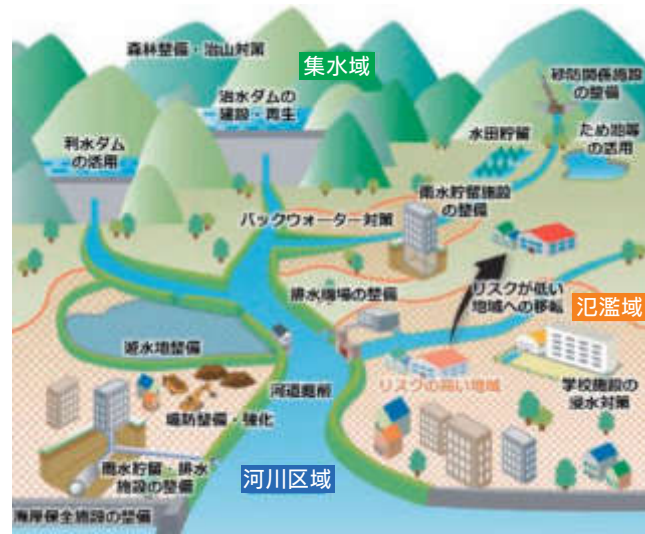 森林整備・治山対策
集水域
砂防関係施設
の整備
治水ダムの
建設・再生
水田貯留
ため池等
の活用
利水ダム
の活用
雨水貯留施設
の整備
バックウォーター対策
排水機場の整備
リスクが低い
地域への移転
氾濫域
遊水地整備
リスクの高い地域
学校施設の
浸水対策
河道掘削
堤防整備・強化
雨水貯留・排水
施設の整備
河川区域
海岸保全施設の整備